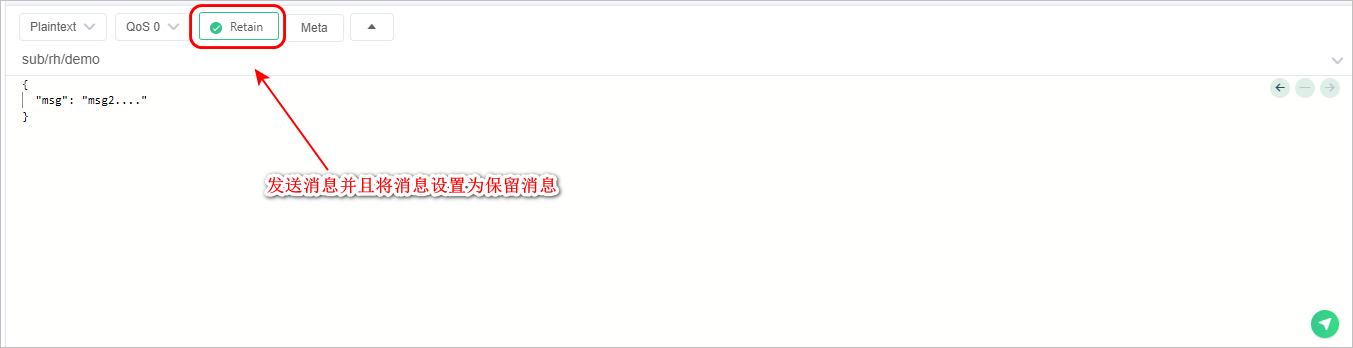 Plaintext QoS 0 Retain Meta
sub/rh/demo
{
"msg": "msg2...."
}
发送消息并且将消息设置为保留消息